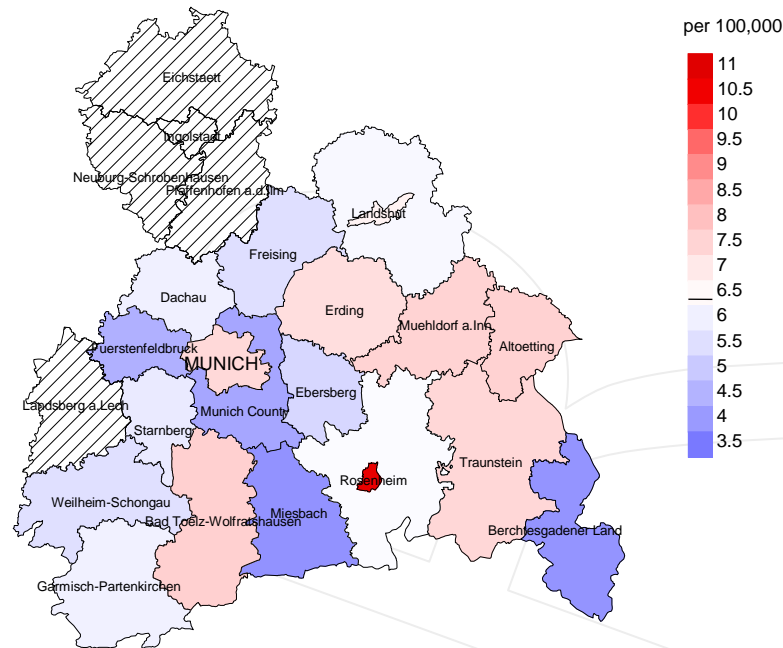 per 100,000
11
10.5
10
9.5
9
8.5
8
7.5
7
6.5
6
5.5
5
4.5
4
3.5
Eichstaett
Ingolstadt
Neuburg-Schrobenhausen
Pfaffenhofen a.d.Ilm
Landshut
Freising
Dachau
Erding
Muehldorf a.Inn
Altoetting
Fuerstenfeldbruck
MUNICH
Ebersberg
Landsberg a.Lech
Munich County
Starnberg
Traunstein
Rosenheim
Weilheim-Schongau
Miesbach
Bad Toelz-Wolfratshausen
Berchtesgadener Land
Garmisch-Partenkirchen